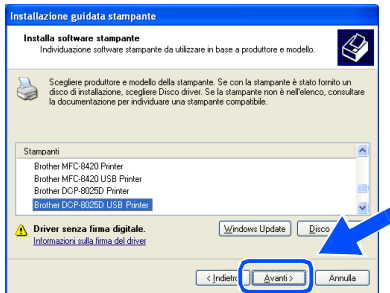 Installazione guidata stampante
Installa software stampante
Individuazione software stampante da utilizzare in base a produttore e modello.
Scegliere produttore e modello della stampante. Se con la stampante è stato fornito un
disco di installazione, scegliere Disco driver. Se la stampante non è nell'elenco, consultare
la documentazione per individuare una stampante compatibile.
Stampanti
Brother MFC-8420 Printer
Brother MFC-8420 USB Printer
Brother DCP-8025D Printer
Brother DCP-8025D USB Printer
Driver senza firma digitale.
Windows Update
Disco
Informazioni sulla firma del driver
< Indietro
Avanti >
Annulla